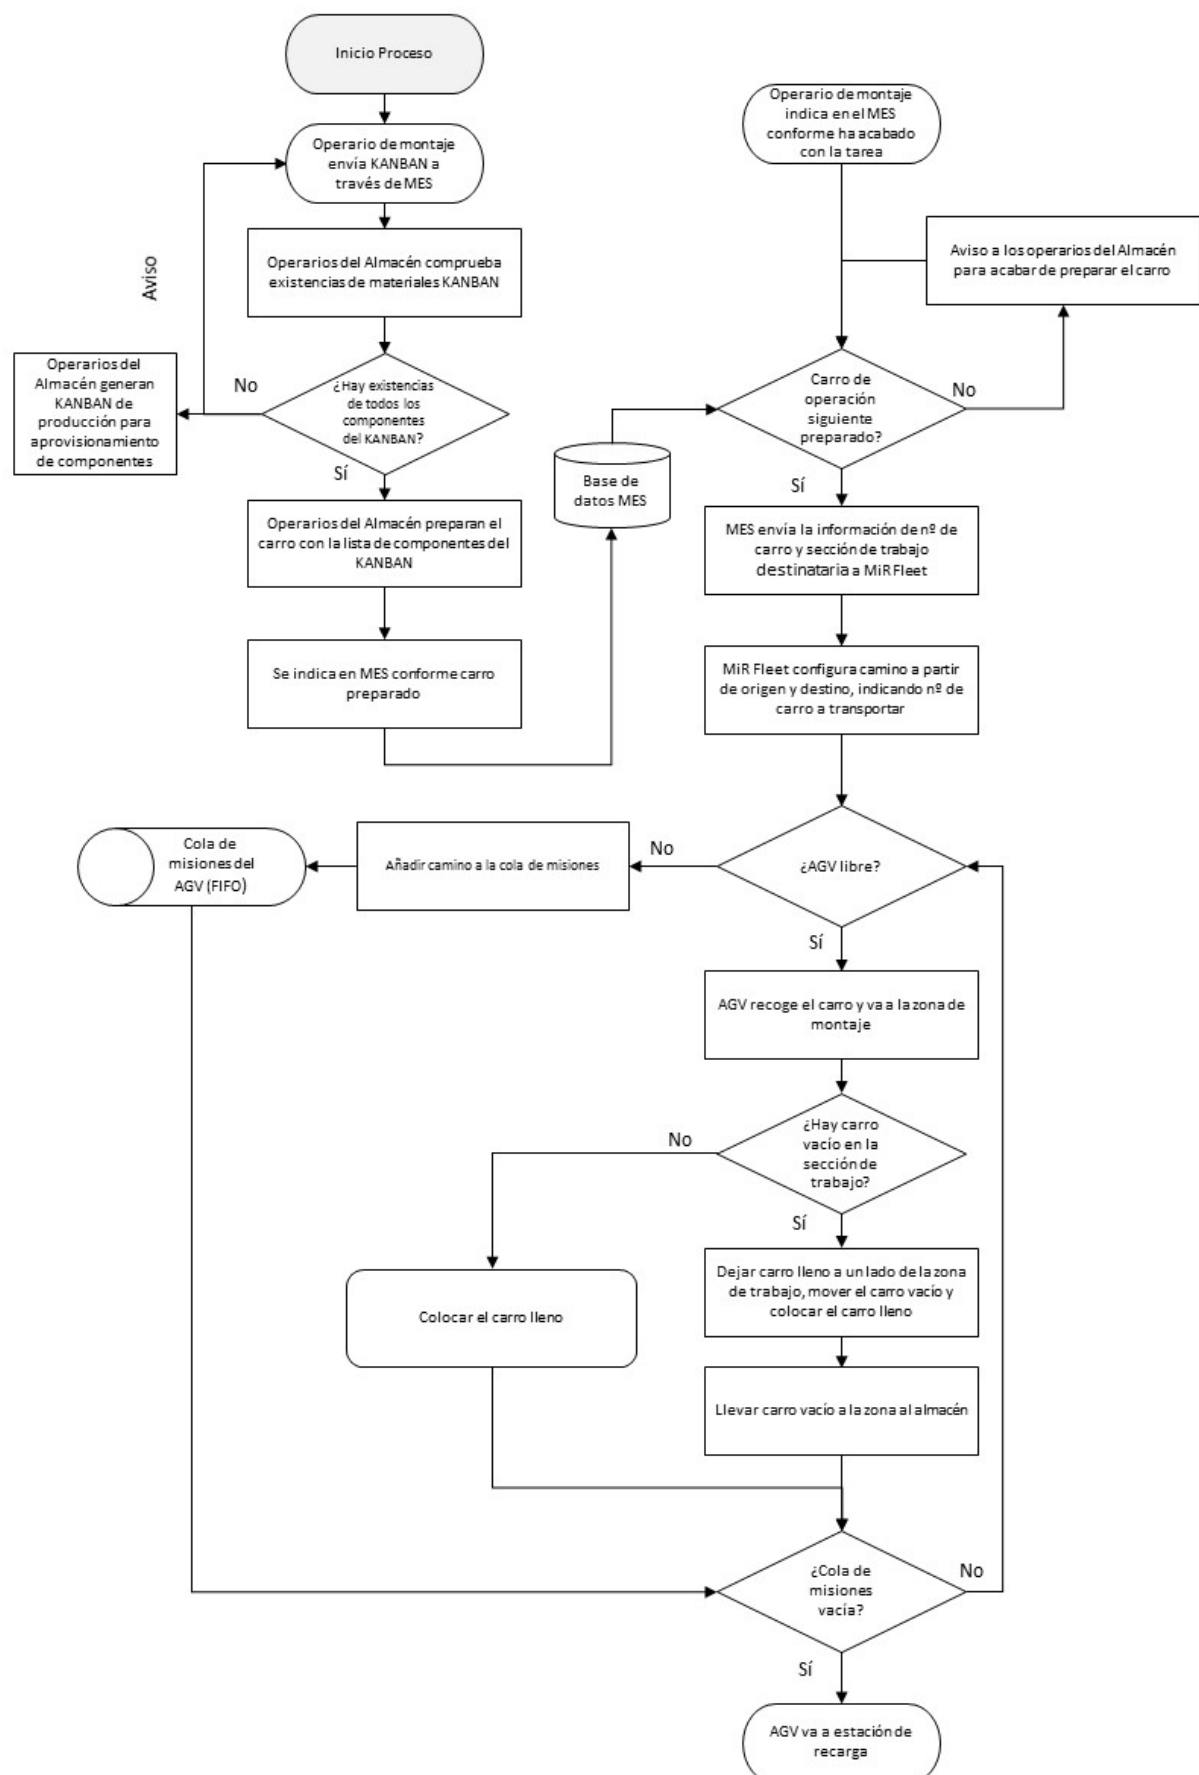 Inicio Proceso
Operario de montaje
envía KANBAN a
través de MES
Operarios del Almacén comprueba
existencias de materiales KANBAN
Aviso
¿Hay existencias
de todos los
componentes
del KANBAN?
No
Operarios del
Almacén generan
KANBAN de
producción para
aprovisionamiento
de componentes
Sí
Operarios del Almacén preparan el
carro con la lista de componentes del
KANBAN
Se indica en MES conforme carro
preparado
Base de
datos MES
Operario de montaje
indica en el MES
conforme ha acabado
con la tarea
Aviso a los operarios del Almacén
para acabar de preparar el carro
Carro de
operación
siguiente
preparado?
No
Sí
MES envía la información de nº de
carro y sección de trabajo
destinataria a MiR Fleet
MiR Fleet configura camino a partir
de origen y destino, indicando nº de
carro a transportar
¿AGV libre?
No
Añadir camino a la cola de misiones
Cola de
misiones del
AGV (FIFO)
Sí
AGV recoge el carro y va a la zona de
montaje
¿Hay carro
vacío en la
sección de
trabajo?
No
Colocar el carro lleno
Sí
Dejar carro lleno a un lado de la zona
de trabajo, mover el carro vacío y
colocar el carro lleno
Llevar carro vacío a la zona al almacén
¿Cola de
misiones
vacía?
No
Sí
AGV va a estación de
recarga